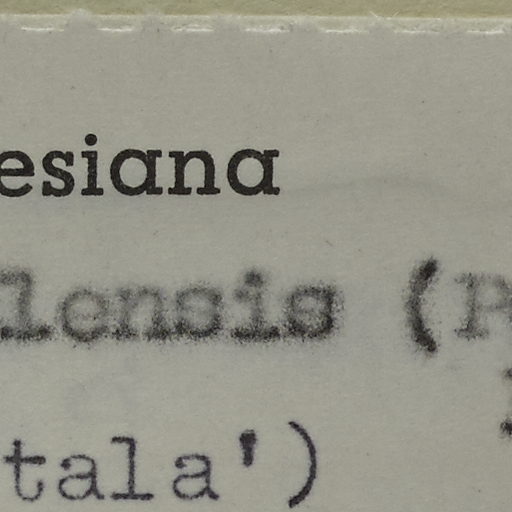 esiana
lensis (P
tala')